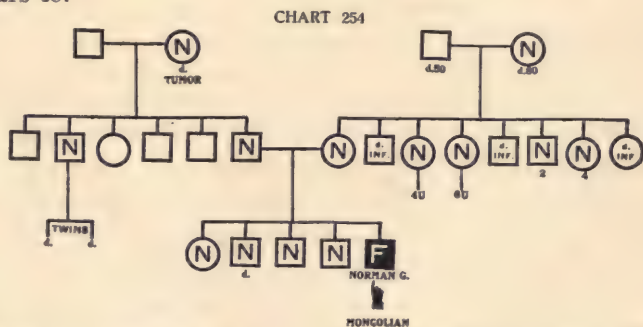 CHART 254
N N
d. d.50 d.80
TUMOR
N N N d. INF. N N d. INF. N N d. INF
4U 6U 2 4
TWINS
d. d.
N N N N F
d. NORMAN G.
MONGOLIAN